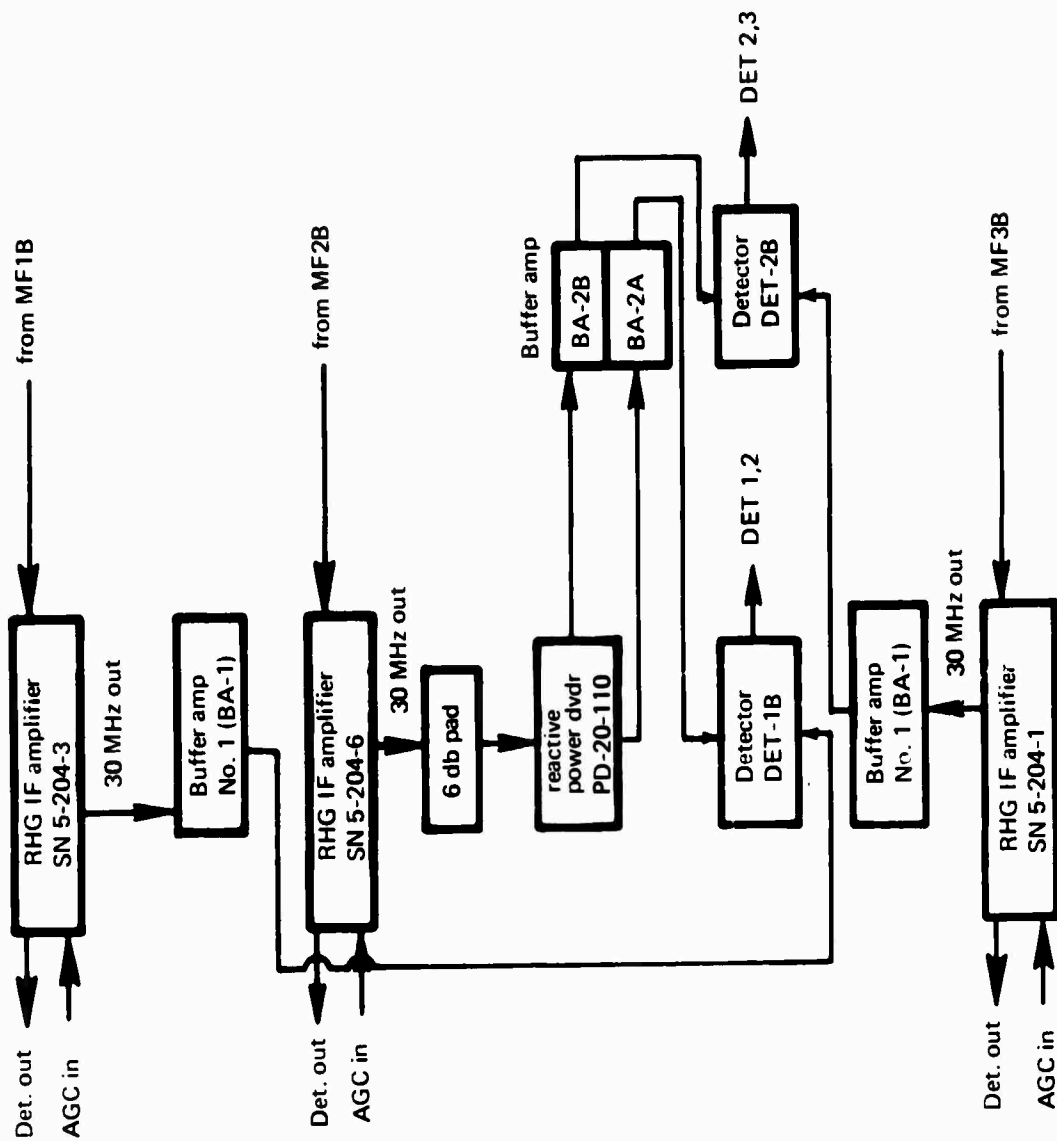 from MF1B
RHG IF amplifier
SN 5-204-3
Det. out
AGC in
30 MHz out
Buffer amp
No. 1 (BA-1)
from MF2B
RHG IF amplifier
SN 5-204-6
Det. out
AGC in
30 MHz out
6 db pad
reactive
power dvdr
PD-20-110
Buffer amp
BA-2B
BA-2A
Detector
DET-1B
DET 1,2
Detector
DET-2B
DET 2,3
Buffer amp
No. 1 (BA-1)
30 MHz out
from MF3B
RHG IF amplifier
SN 5-204-1
Det. out
AGC in